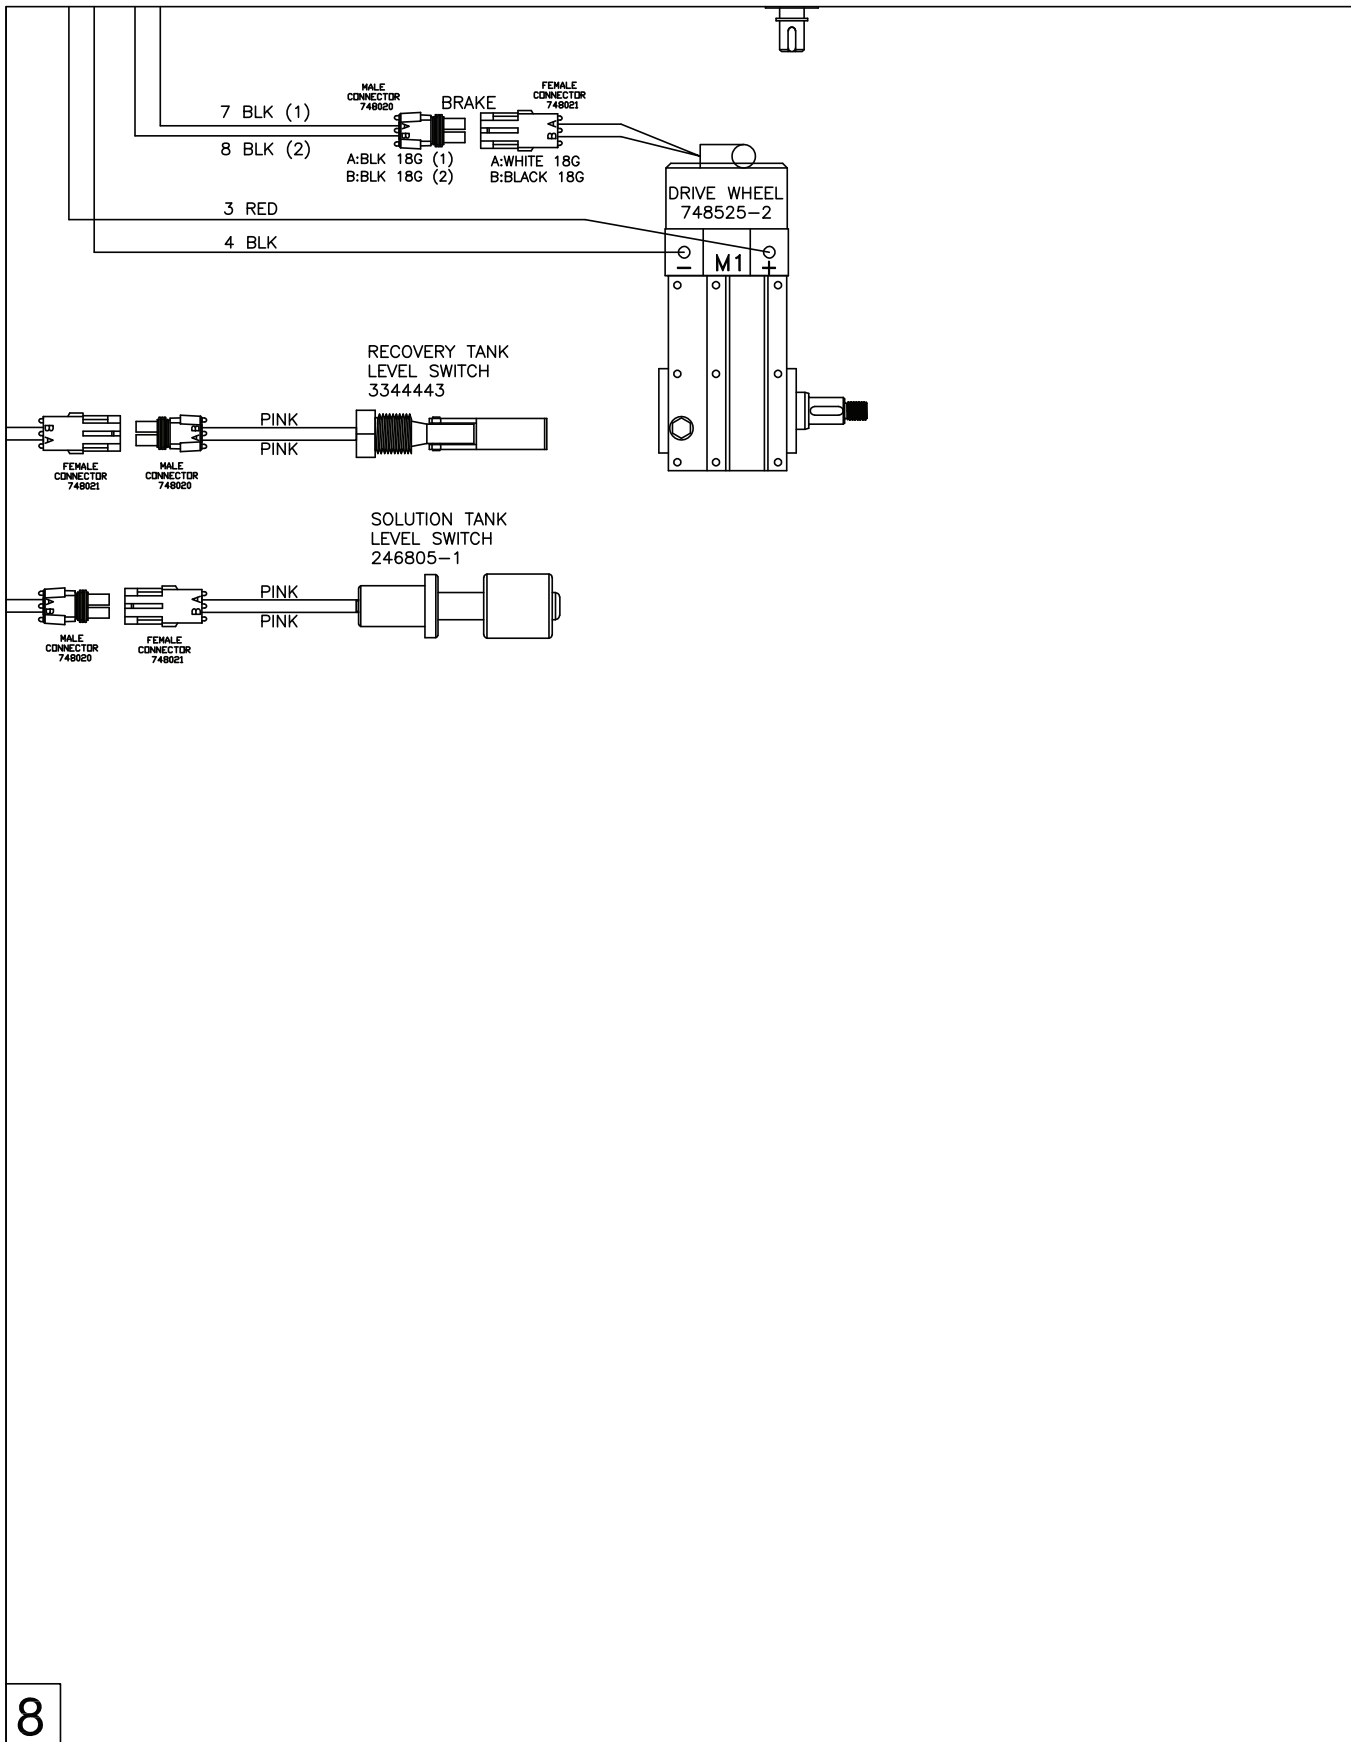 MALE
CONNECTOR
748020
BRAKE
FEMALE
CONNECTOR
748021
7 BLK (1)
8 BLK (2)
A
B
A
B
A:BLK 18G (1)
B:BLK 18G (2)
A:WHITE 18G
B:BLACK 18G
DRIVE WHEEL
748525-2
3 RED
4 BLK
- M1 +
RECOVERY TANK
LEVEL SWITCH
3344443
B
A
B
A
PINK
PINK
FEMALE
CONNECTOR
748021
MALE
CONNECTOR
748020
SOLUTION TANK
LEVEL SWITCH
246805-1
A
B
A
B
PINK
PINK
MALE
CONNECTOR
748020
FEMALE
CONNECTOR
748021
8